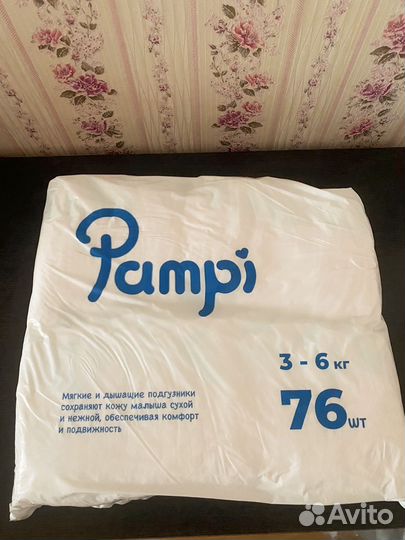 Pampi
3 - 6 кг
Мягкие и дышащие подгузники
сохраняют кожу малыша сухой
и нежной, обеспечивая комфорт
и подвижность
76 шт
Avito